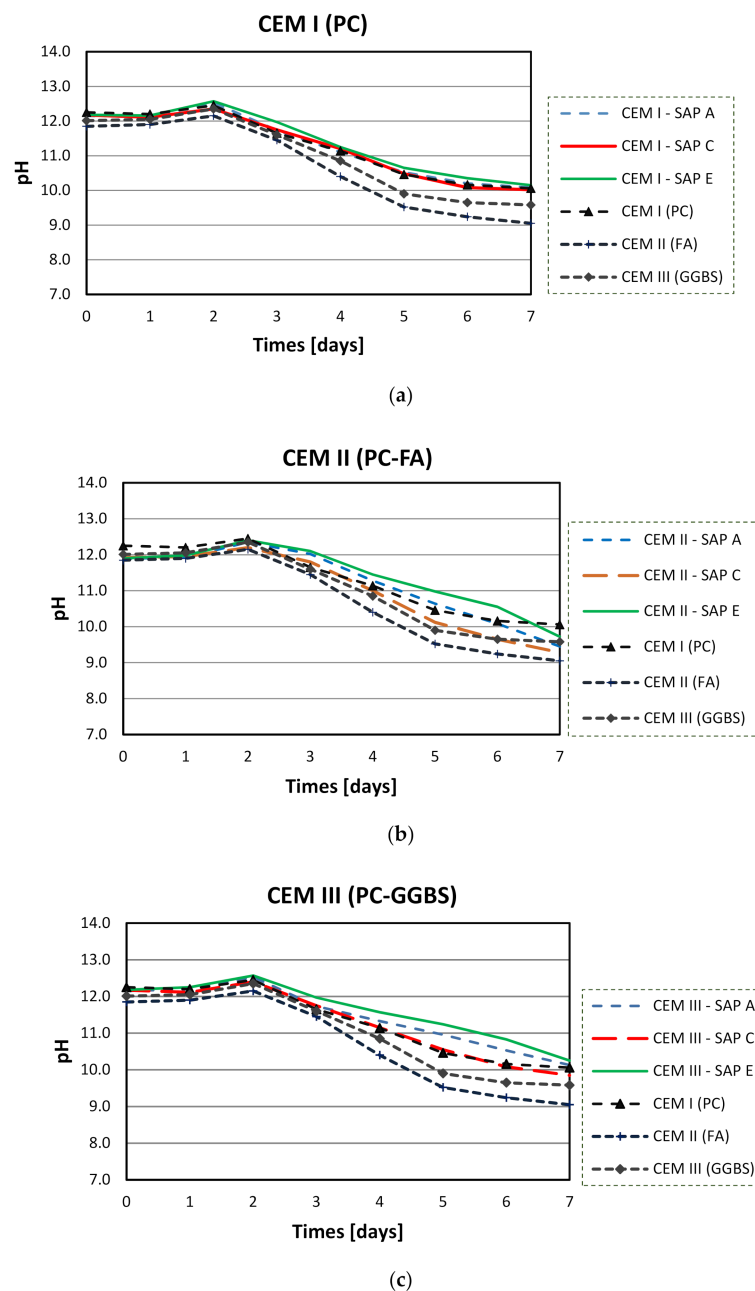 CEM I (PC)
14.0
13.0
12.0
11.0
10.0
9.0
8.0
7.0
pH
0 1 2 3 4 5 6 7
Times [days]
CEM I - SAP A
CEM I - SAP C
CEM I - SAP E
CEM I (PC)
CEM II (FA)
CEM III (GGBS)
(a)
CEM II (PC-FA)
14.0
13.0
12.0
11.0
10.0
9.0
8.0
7.0
pH
0 1 2 3 4 5 6 7
Times [days]
CEM II - SAP A
CEM II - SAP C
CEM II - SAP E
CEM I (PC)
CEM II (FA)
CEM III (GGBS)
(b)
CEM III (PC-GGBS)
14.0
13.0
12.0
11.0
10.0
9.0
8.0
7.0
pH
0 1 2 3 4 5 6 7
Times [days]
CEM III - SAP A
CEM III - SAP C
CEM III - SAP E
CEM I (PC)
CEM II (FA)
CEM III (GGBS)
(c)